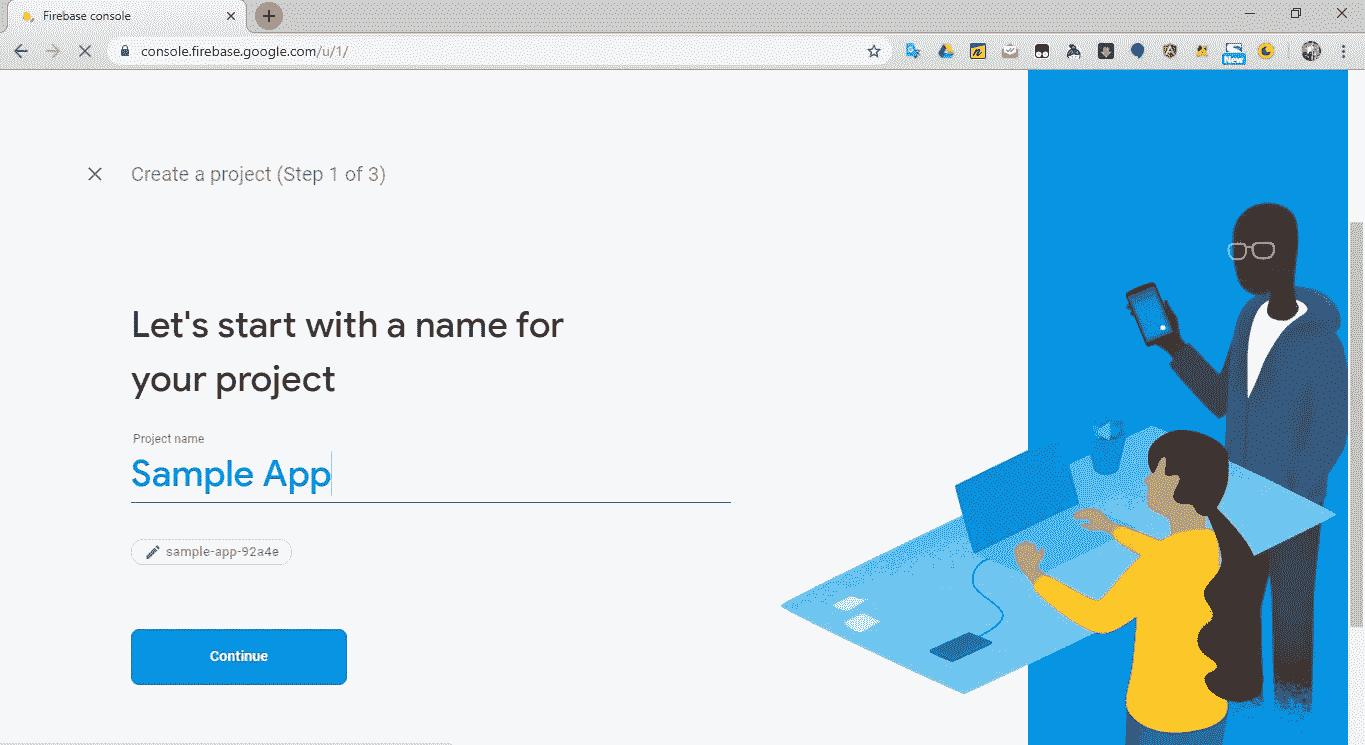 Firebase console
console.firebase.google.com/u/1/
New
Create a project (Step 1 of 3)
Let's start with a name for
your project
Project name
Sample App
sample-app-92a4e
Continue